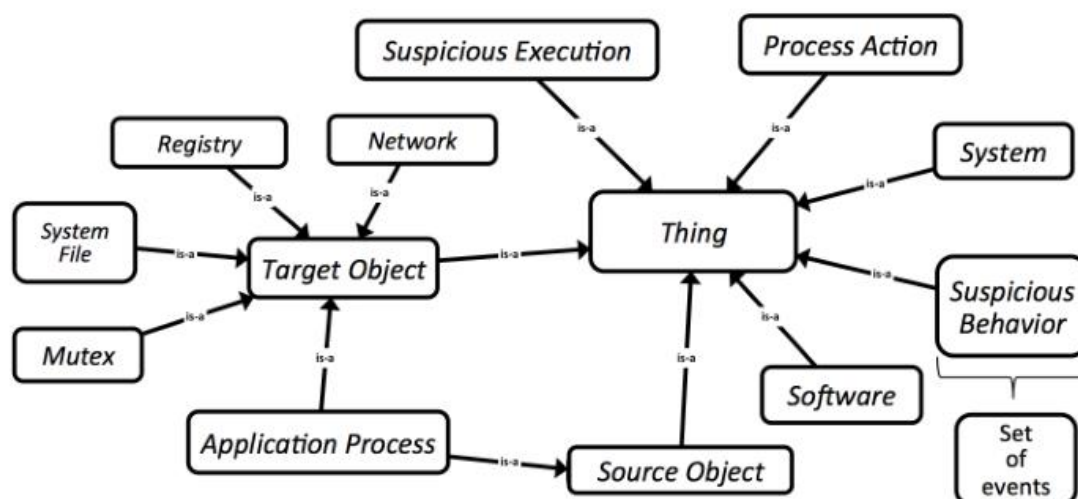 Suspicious Execution
Process Action
is-a
is-a
Registry
Network
System
is-a
is-a
is-a
System
File
is-a
Target Object
is-a
Thing
is-a
Suspicious
Behavior
Mutex
is-a
is-a
is-a
is-a
Software
Application Process
is-a
Source Object
Set
of
events